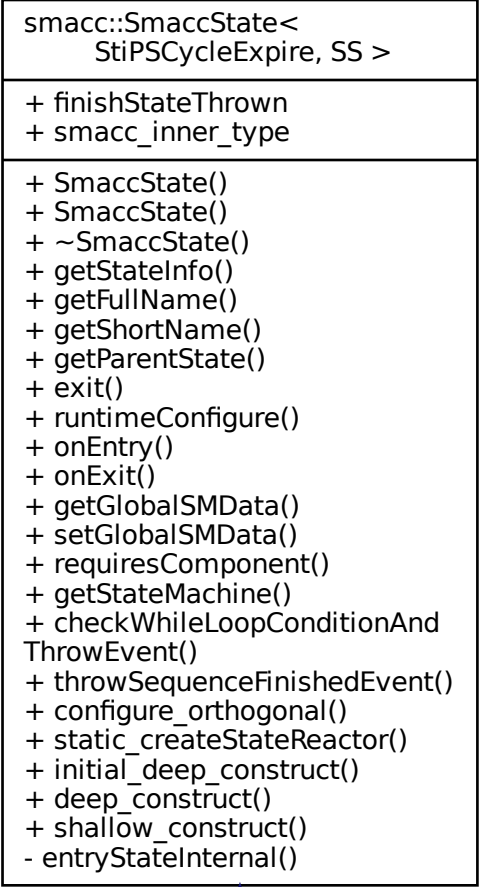 smacc::SmaccState<
StiPSCycleExpire, SS >
+ finishStateThrown
+ smacc_inner_type
+ SmaccState()
+ SmaccState()
+ ~SmaccState()
+ getStateInfo()
+ getFullName()
+ getShortName()
+ getParentState()
+ exit()
+ runtimeConfigure()
+ onEntry()
+ onExit()
+ getGlobalSMData()
+ setGlobalSMData()
+ requiresComponent()
+ getStateMachine()
+ checkWhileLoopConditionAnd
ThrowEvent()
+ throwSequenceFinishedEvent()
+ configure_orthogonal()
+ static_createStateReactor()
+ initial_deep_construct()
+ deep_construct()
+ shallow_construct()
- entryStateInternal()